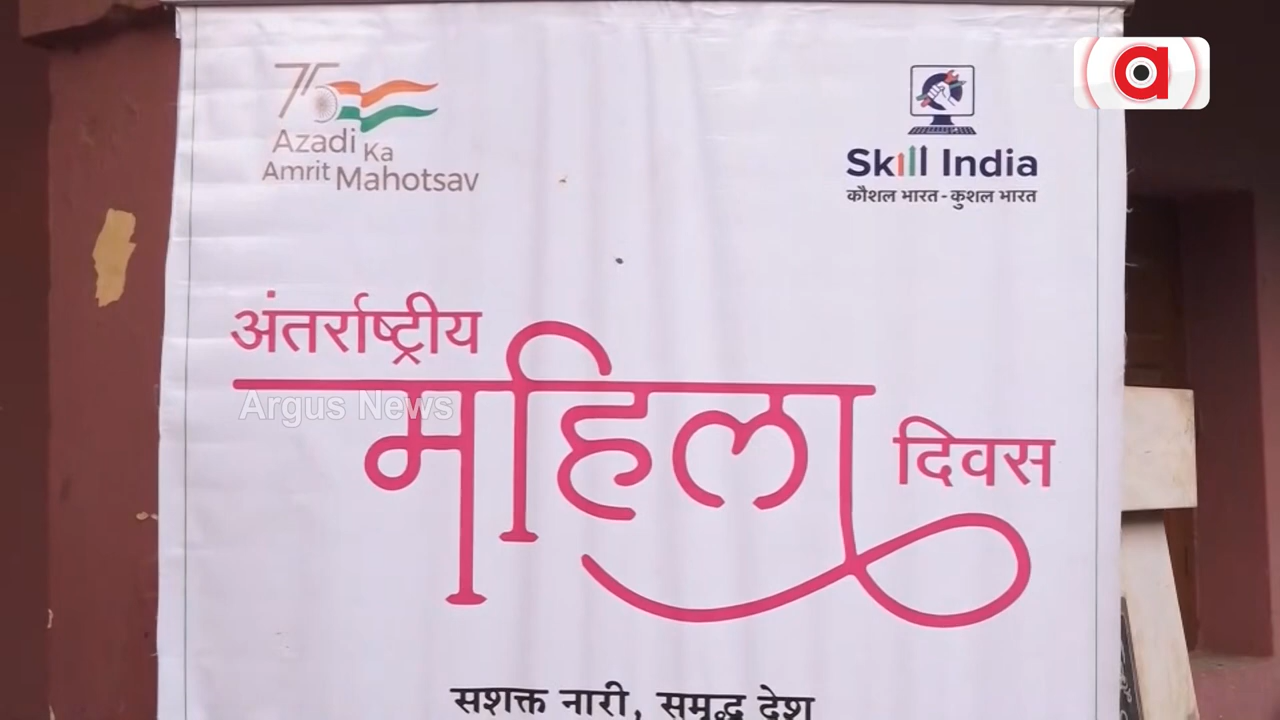 75
Azadi Ka
Amrit Mahotsav
Skill India
कौशल भारत - कुशल भारत
a
अंतर्राष्ट्रीय
महिला
दिवस
Argus News
सशक्त नारी, समृद्ध देश